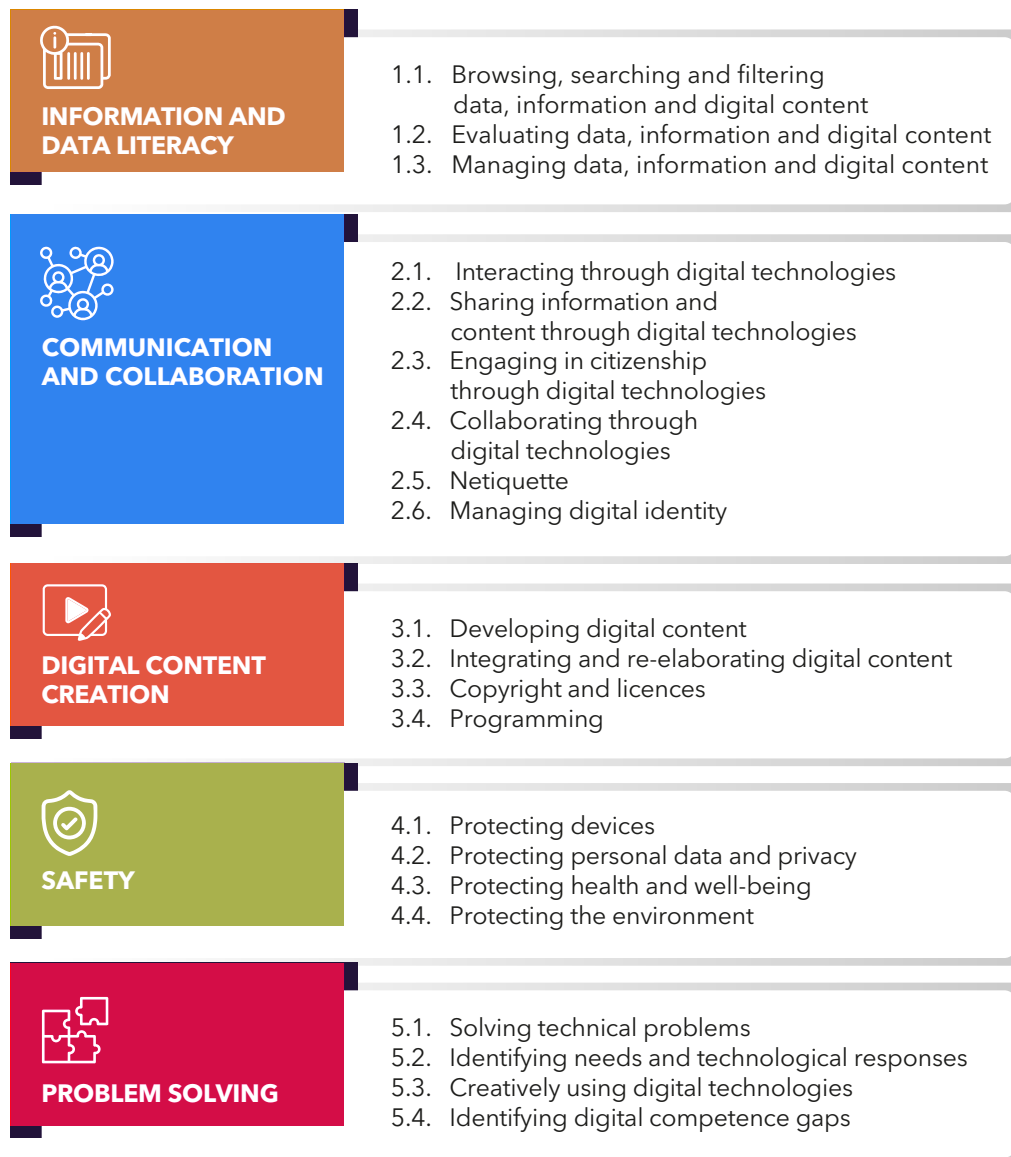 INFORMATION AND
DATA LITERACY
1.1. Browsing, searching and filtering
data, information and digital content
1.2. Evaluating data, information and digital content
1.3. Managing data, information and digital content
COMMUNICATION
AND COLLABORATION
2.1. Interacting through digital technologies
2.2. Sharing information and
content through digital technologies
2.3. Engaging in citizenship
through digital technologies
2.4. Collaborating through
digital technologies
2.5. Netiquette
2.6. Managing digital identity
DIGITAL CONTENT
CREATION
3.1. Developing digital content
3.2. Integrating and re-elaborating digital content
3.3. Copyright and licences
3.4. Programming
SAFETY
4.1. Protecting devices
4.2. Protecting personal data and privacy
4.3. Protecting health and well-being
4.4. Protecting the environment
PROBLEM SOLVING
5.1. Solving technical problems
5.2. Identifying needs and technological responses
5.3. Creatively using digital technologies
5.4. Identifying digital competence gaps